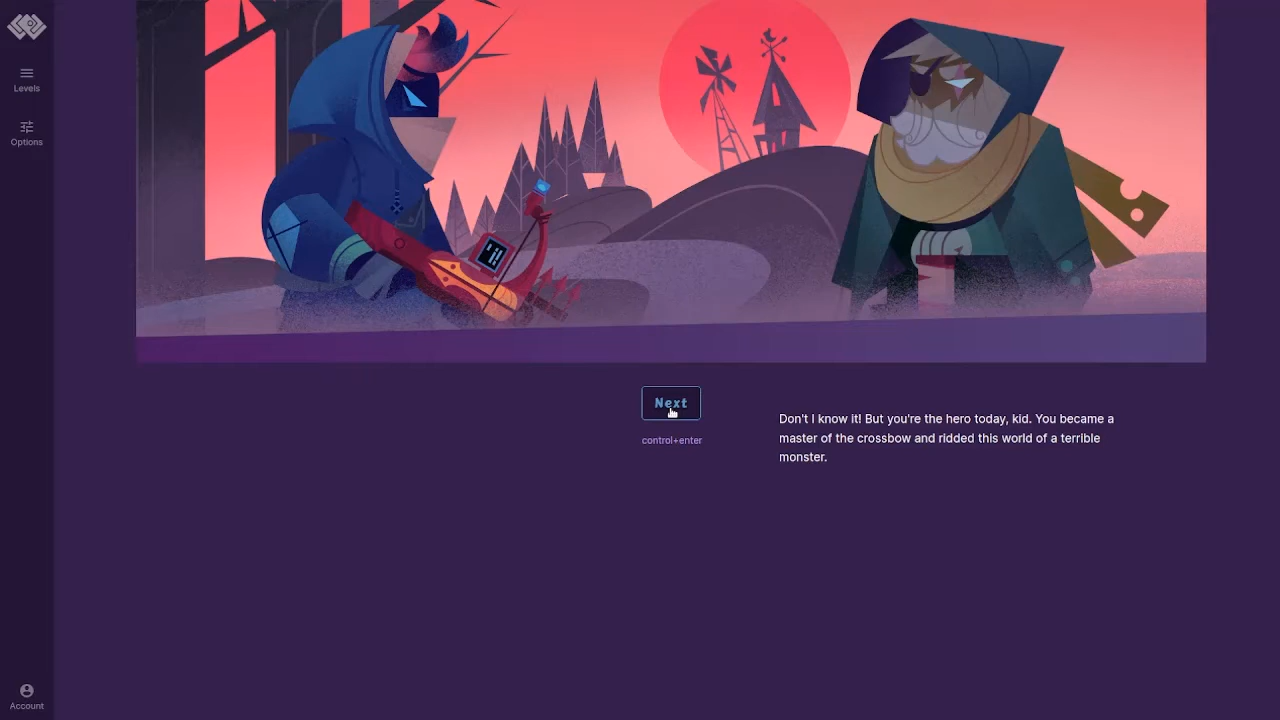 Levels
Options
Next
control+enter
Don't I know it! But you're the hero today, kid. You became a
master of the crossbow and ridded this world of a terrible
monster.
Account